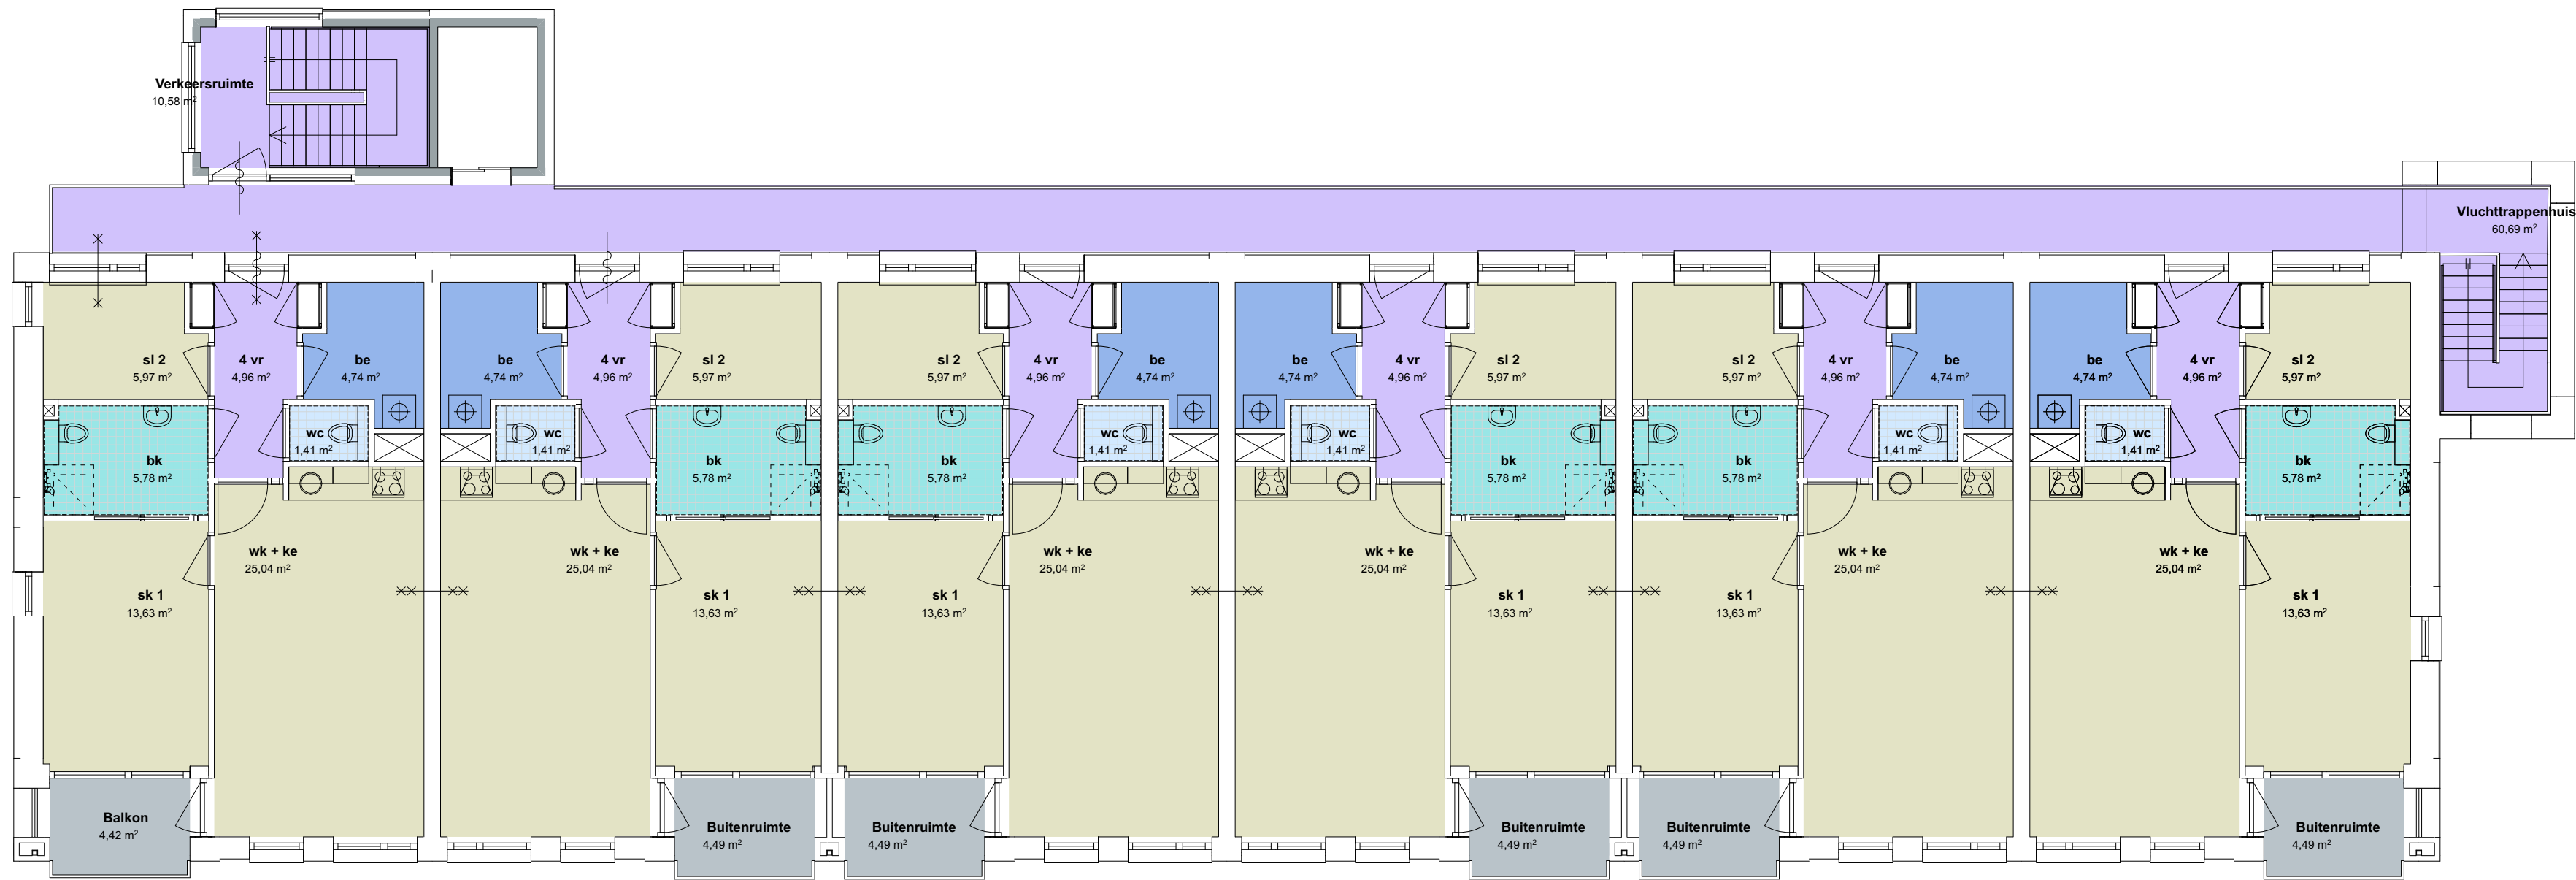 Verkeersruimte
10,58 m²
Vluchttrappenhuis
60,69 m²
sl 2
5,97 m²
4 vr
4,96 m²
be
4,74 m²
be
4,74 m²
4 vr
4,96 m²
sl 2
5,97 m²
sl 2
5,97 m²
4 vr
4,96 m²
be
4,74 m²
be
4,74 m²
4 vr
4,96 m²
sl 2
5,97 m²
sl 2
5,97 m²
4 vr
4,96 m²
be
4,74 m²
be
4,74 m²
4 vr
4,96 m²
sl 2
5,97 m²
bk
5,78 m²
wc
1,41 m²
wc
1,41 m²
bk
5,78 m²
bk
5,78 m²
wc
1,41 m²
wc
1,41 m²
bk
5,78 m²
bk
5,78 m²
wc
1,41 m²
wc
1,41 m²
bk
5,78 m²
sk 1
13,63 m²
wk + ke
25,04 m²
wk + ke
25,04 m²
sk 1
13,63 m²
sk 1
13,63 m²
wk + ke
25,04 m²
wk + ke
25,04 m²
sk 1
13,63 m²
sk 1
13,63 m²
wk + ke
25,04 m²
wk + ke
25,04 m²
sk 1
13,63 m²
Balkon
4,42 m²
Buitenruimte
4,49 m²
Buitenruimte
4,49 m²
Buitenruimte
4,49 m²
Buitenruimte
4,49 m²
Buitenruimte
4,49 m²